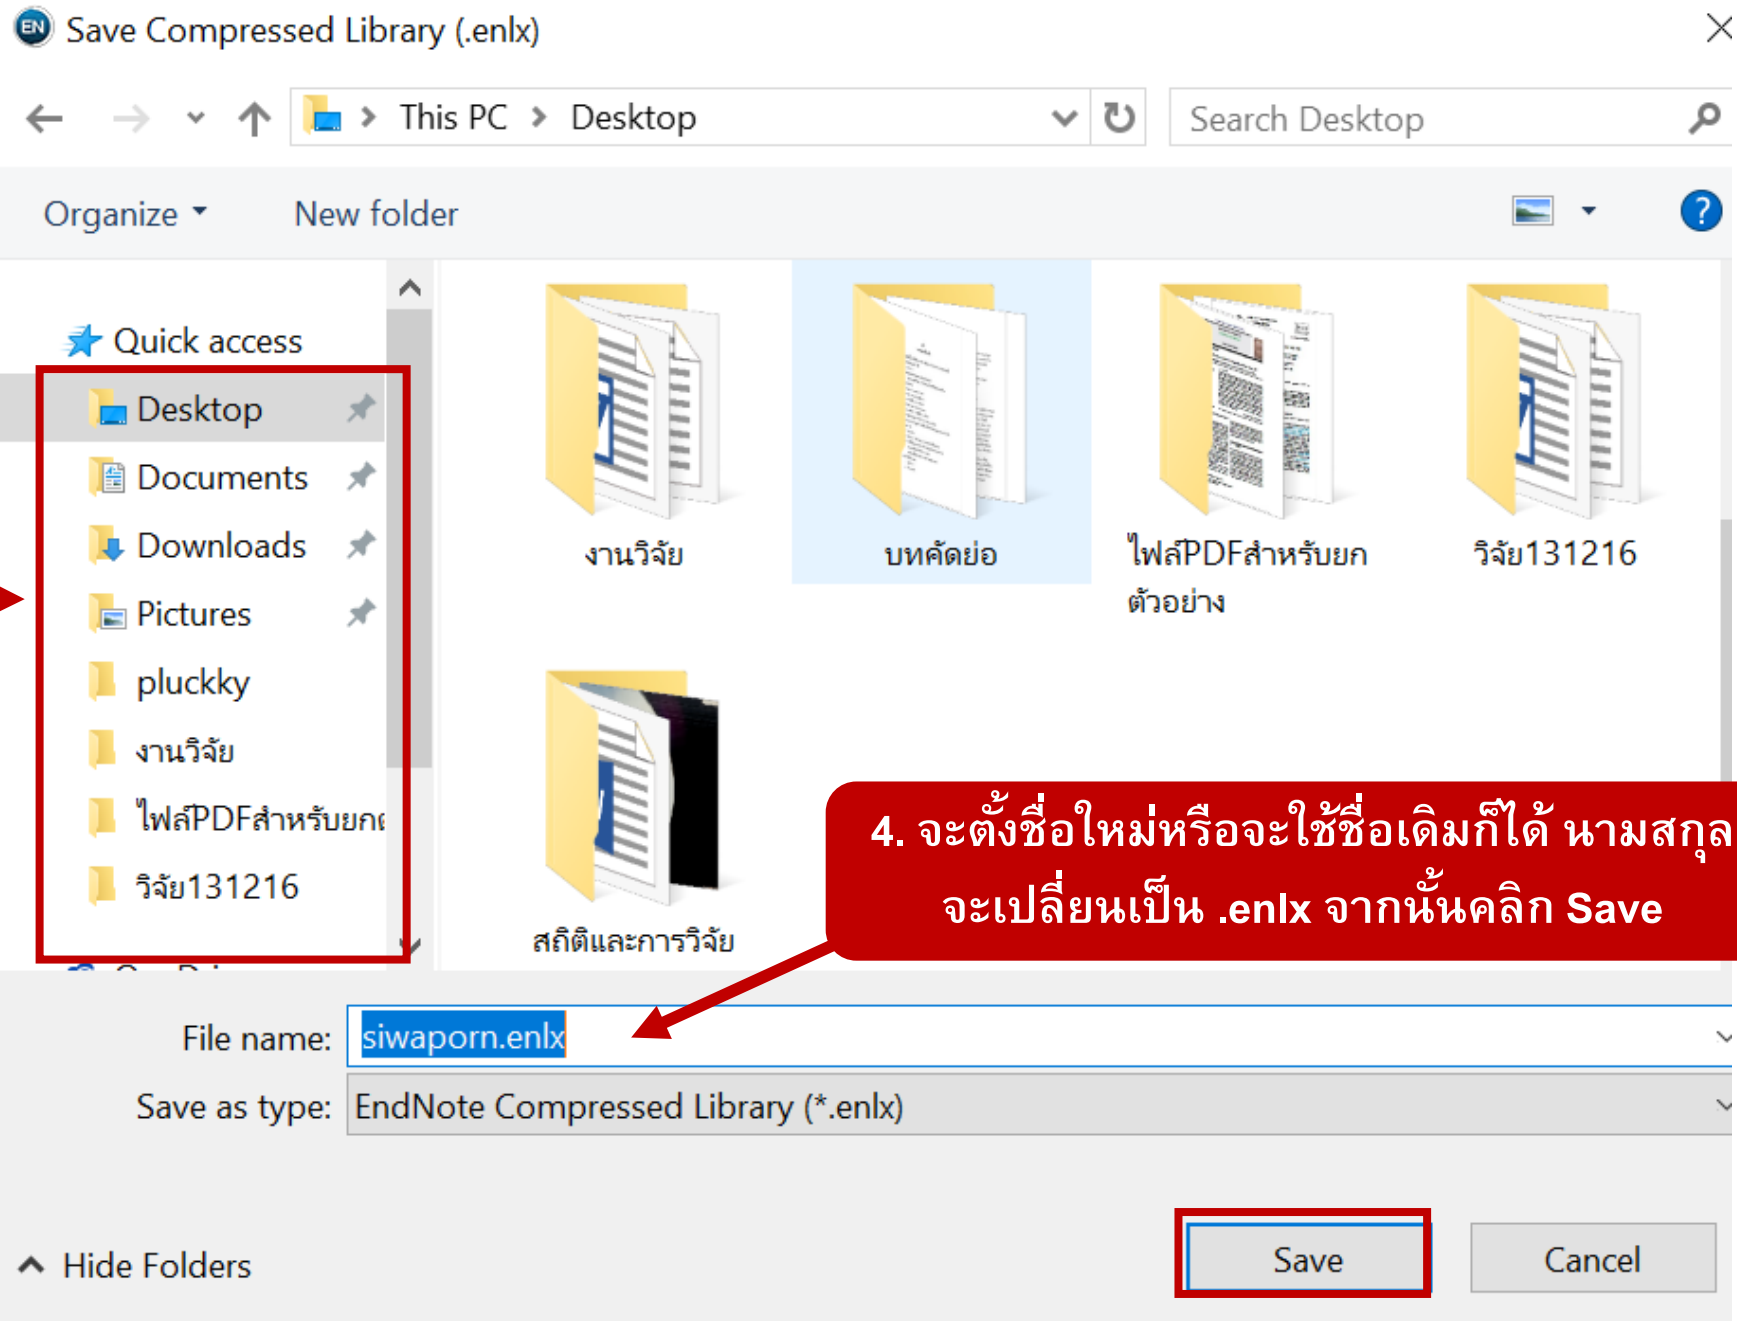 EN Save Compressed Library (.enlx)
This PC > Desktop
Search Desktop
Organize
New folder
?
Quick access
Desktop
Documents
Downloads
Pictures
pluckky
งานวิจัย
ไฟล์PDFสำหรับยกต
วิจัย131216
งานวิจัย
บทคัดย่อ
ไฟล์PDFสำหรับยก
ตัวอย่าง
วิจัย131216
สถิติและการวิจัย
4. จะตั้งชื่อใหม่หรือจะใช้ชื่อเดิมก็ได้ นามสกุล
จะเปลี่ยนเป็น .enlx จากนั้นคลิก Save
File name: siwaporn.enlx
Save as type: EndNote Compressed Library (*.enlx)
Hide Folders
Save
Cancel